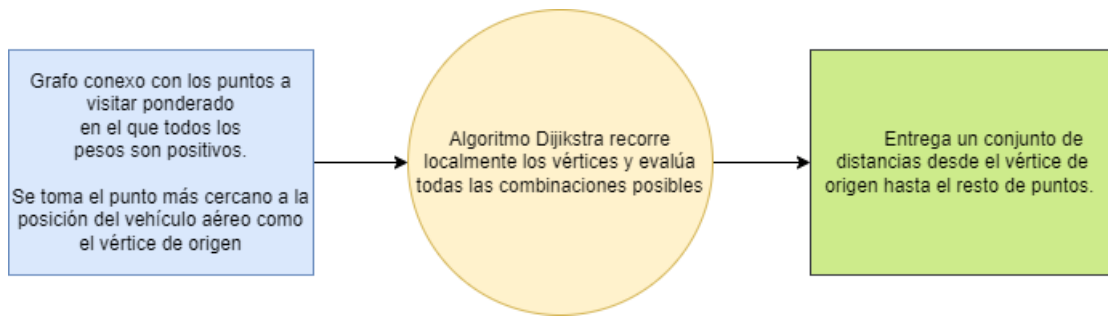 Grafo conexo con los puntos a
visitar ponderado
en el que todos los
pesos son positivos.
Se toma el punto más cercano a la
posición del vehículo aéreo como
el vértice de origen
Algoritmo Dijikstra recorre
localmente los vértices y evalúa
todas las combinaciones posibles
Entrega un conjunto de
distancias desde el vértice de
origen hasta el resto de puntos.